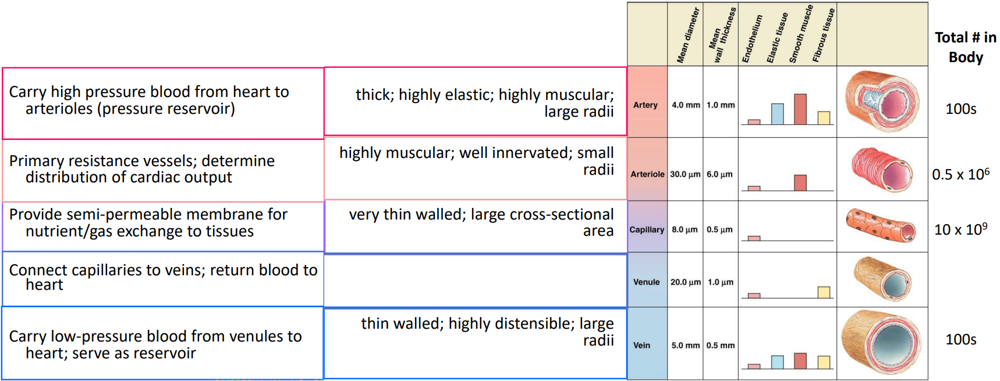 Mean diameter
Mean
wall thickness
Endothelium
Elastic tissue
Smooth muscle
Fibrous tissue
Total # in
Body
Carry high pressure blood from heart to
arterioles (pressure reservoir)
thick; highly elastic; highly muscular;
large radii
Artery
4.0 mm
1.0 mm
100s
Primary resistance vessels; determine
distribution of cardiac output
highly muscular; well innervated; small
radii
Arteriole
30.0 µm
6.0 µm
0.5 x 10⁶
Provide semi-permeable membrane for
nutrient/gas exchange to tissues
very thin walled; large cross-sectional
area
Capillary
8.0 µm
0.5 µm
10 x 10⁹
Connect capillaries to veins; return blood to
heart
Venule
20.0 µm
1.0 µm
Carry low-pressure blood from venules to
heart; serve as reservoir
thin walled; highly distensible; large
radii
Vein
5.0 mm
0.5 mm
100s